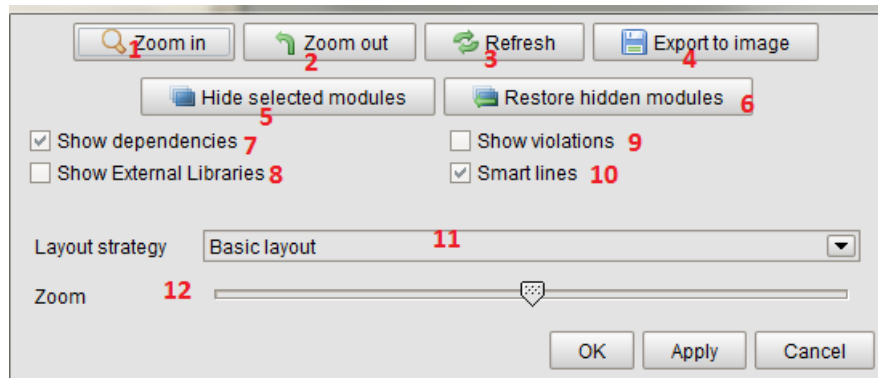 1 Zoom in 2 Zoom out 3 Refresh 4 Export to image
5 Hide selected modules 6 Restore hidden modules
Show dependencies 7 Show violations 9
Show External Libraries 8 Smart lines 10
Layout strategy Basic layout 11
Zoom 12
OK Apply Cancel